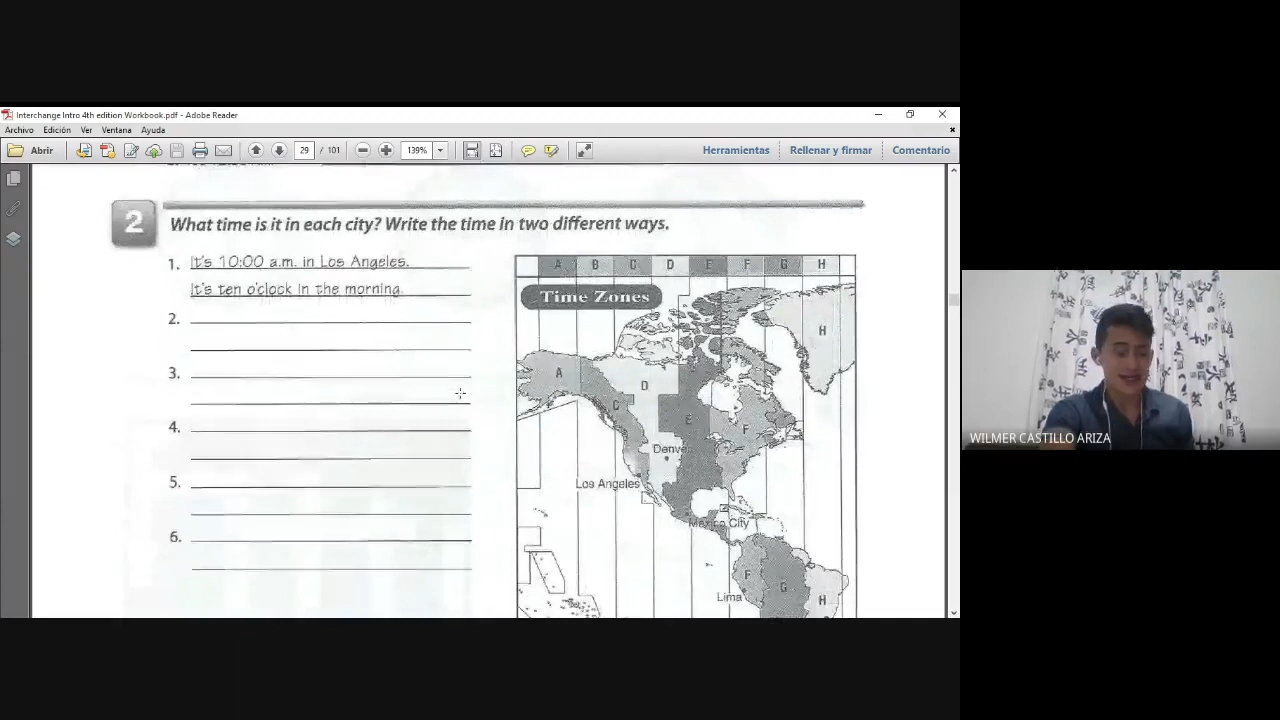 Interchange Intro 4th edition Workbook.pdf - Adobe Reader
Archivo Edición Ver Ventana Ayuda
Abrir 29 / 101 139% Herramientas Rellenar y firmar Comentario
2 What time is it in each city? Write the time in two different ways.
1. It's 10:00 a.m. in Los Angeles.
It's ten o'clock in the morning.
2.
3.
4.
5.
6.
A B C D E F G H
Time Zones
H
A
D
C
E
F
Denver
Los Angeles
Mexico City
F
G
Lima
H
WILMER CASTILLO ARIZA